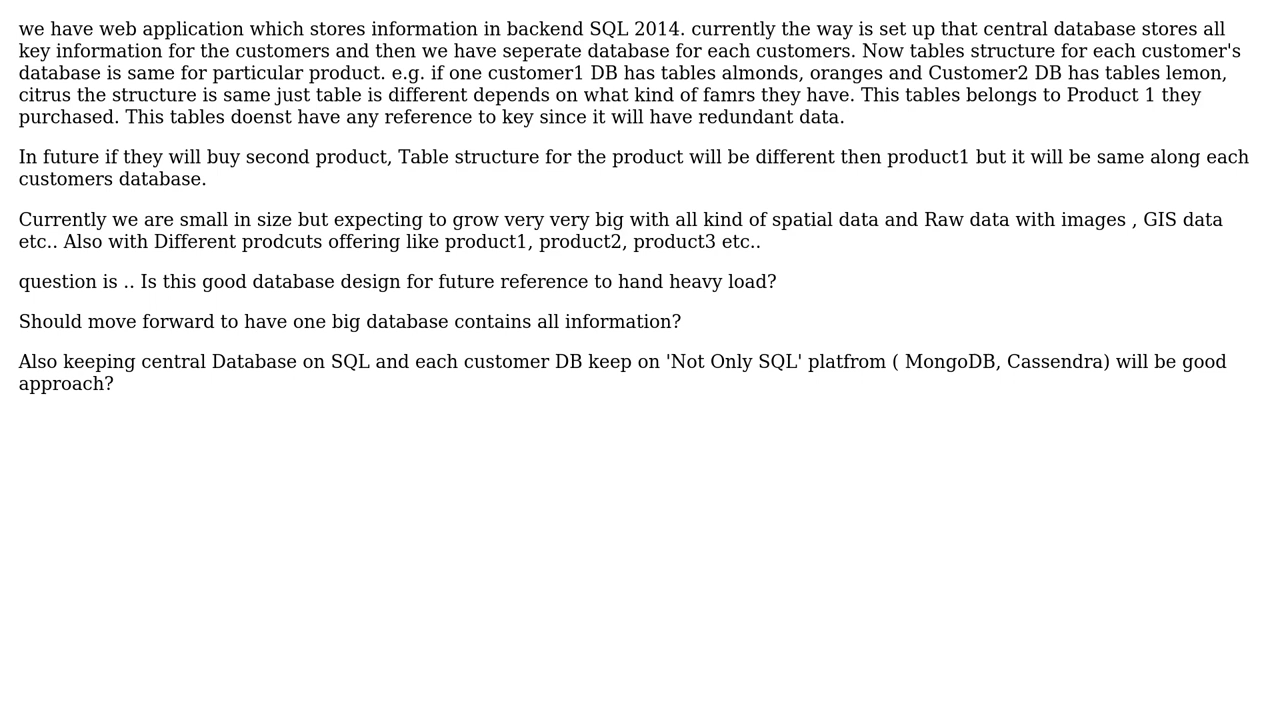 we have web application which stores information in backend SQL 2014. currently the way is set up that central database stores all
key information for the customers and then we have seperate database for each customers. Now tables structure for each customer's
database is same for particular product. e.g. if one customer1 DB has tables almonds, oranges and Customer2 DB has tables lemon,
citrus the structure is same just table is different depends on what kind of famrs they have. This tables belongs to Product 1 they
purchased. This tables doenst have any reference to key since it will have redundant data.
In future if they will buy second product, Table structure for the product will be different then product1 but it will be same along each
customers database.
Currently we are small in size but expecting to grow very very big with all kind of spatial data and Raw data with images , GIS data
etc.. Also with Different prodcuts offering like product1, product2, product3 etc..
question is .. Is this good database design for future reference to hand heavy load?
Should move forward to have one big database contains all information?
Also keeping central Database on SQL and each customer DB keep on 'Not Only SQL' platfrom ( MongoDB, Cassendra) will be good
approach?